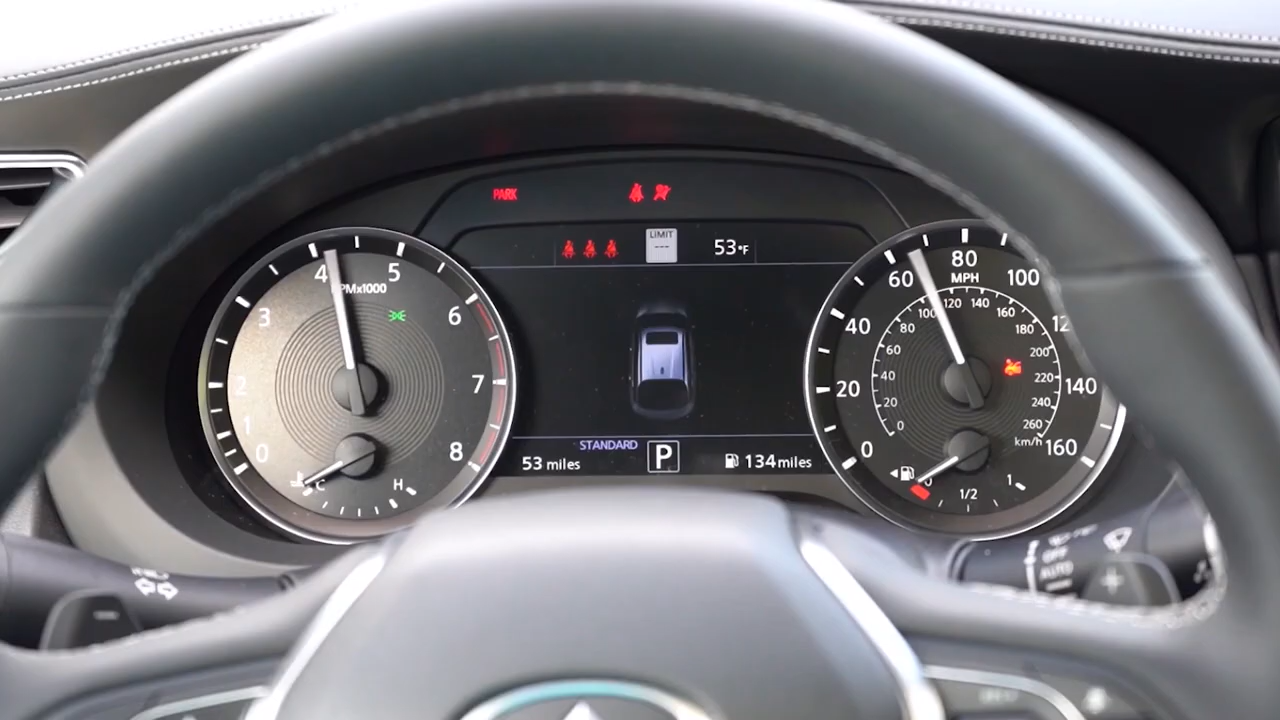 PARK
LIMIT
---
53°F
4
5
RPMx1000
3
6
2
7
1
0
8
C
H
STANDARD
P
53 miles
134 miles
80
60
MPH
100
40
20
140
0
160
100
120
140
80
160
60
180
40
200
20
220
0
240
260
km/h
0
1/2
1
OFF
AUTO